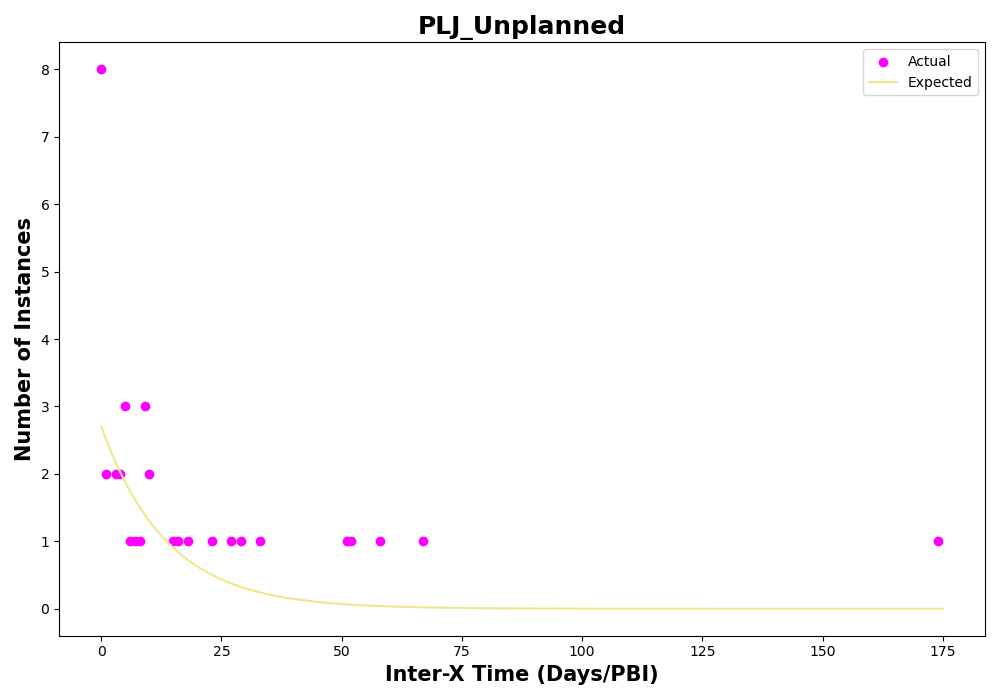 PLJ_Unplanned
Actual
Expected
8
7
6
5
4
3
2
1
0
Number of Instances
0 25 50 75 100 125 150 175
Inter-X Time (Days/PBI)